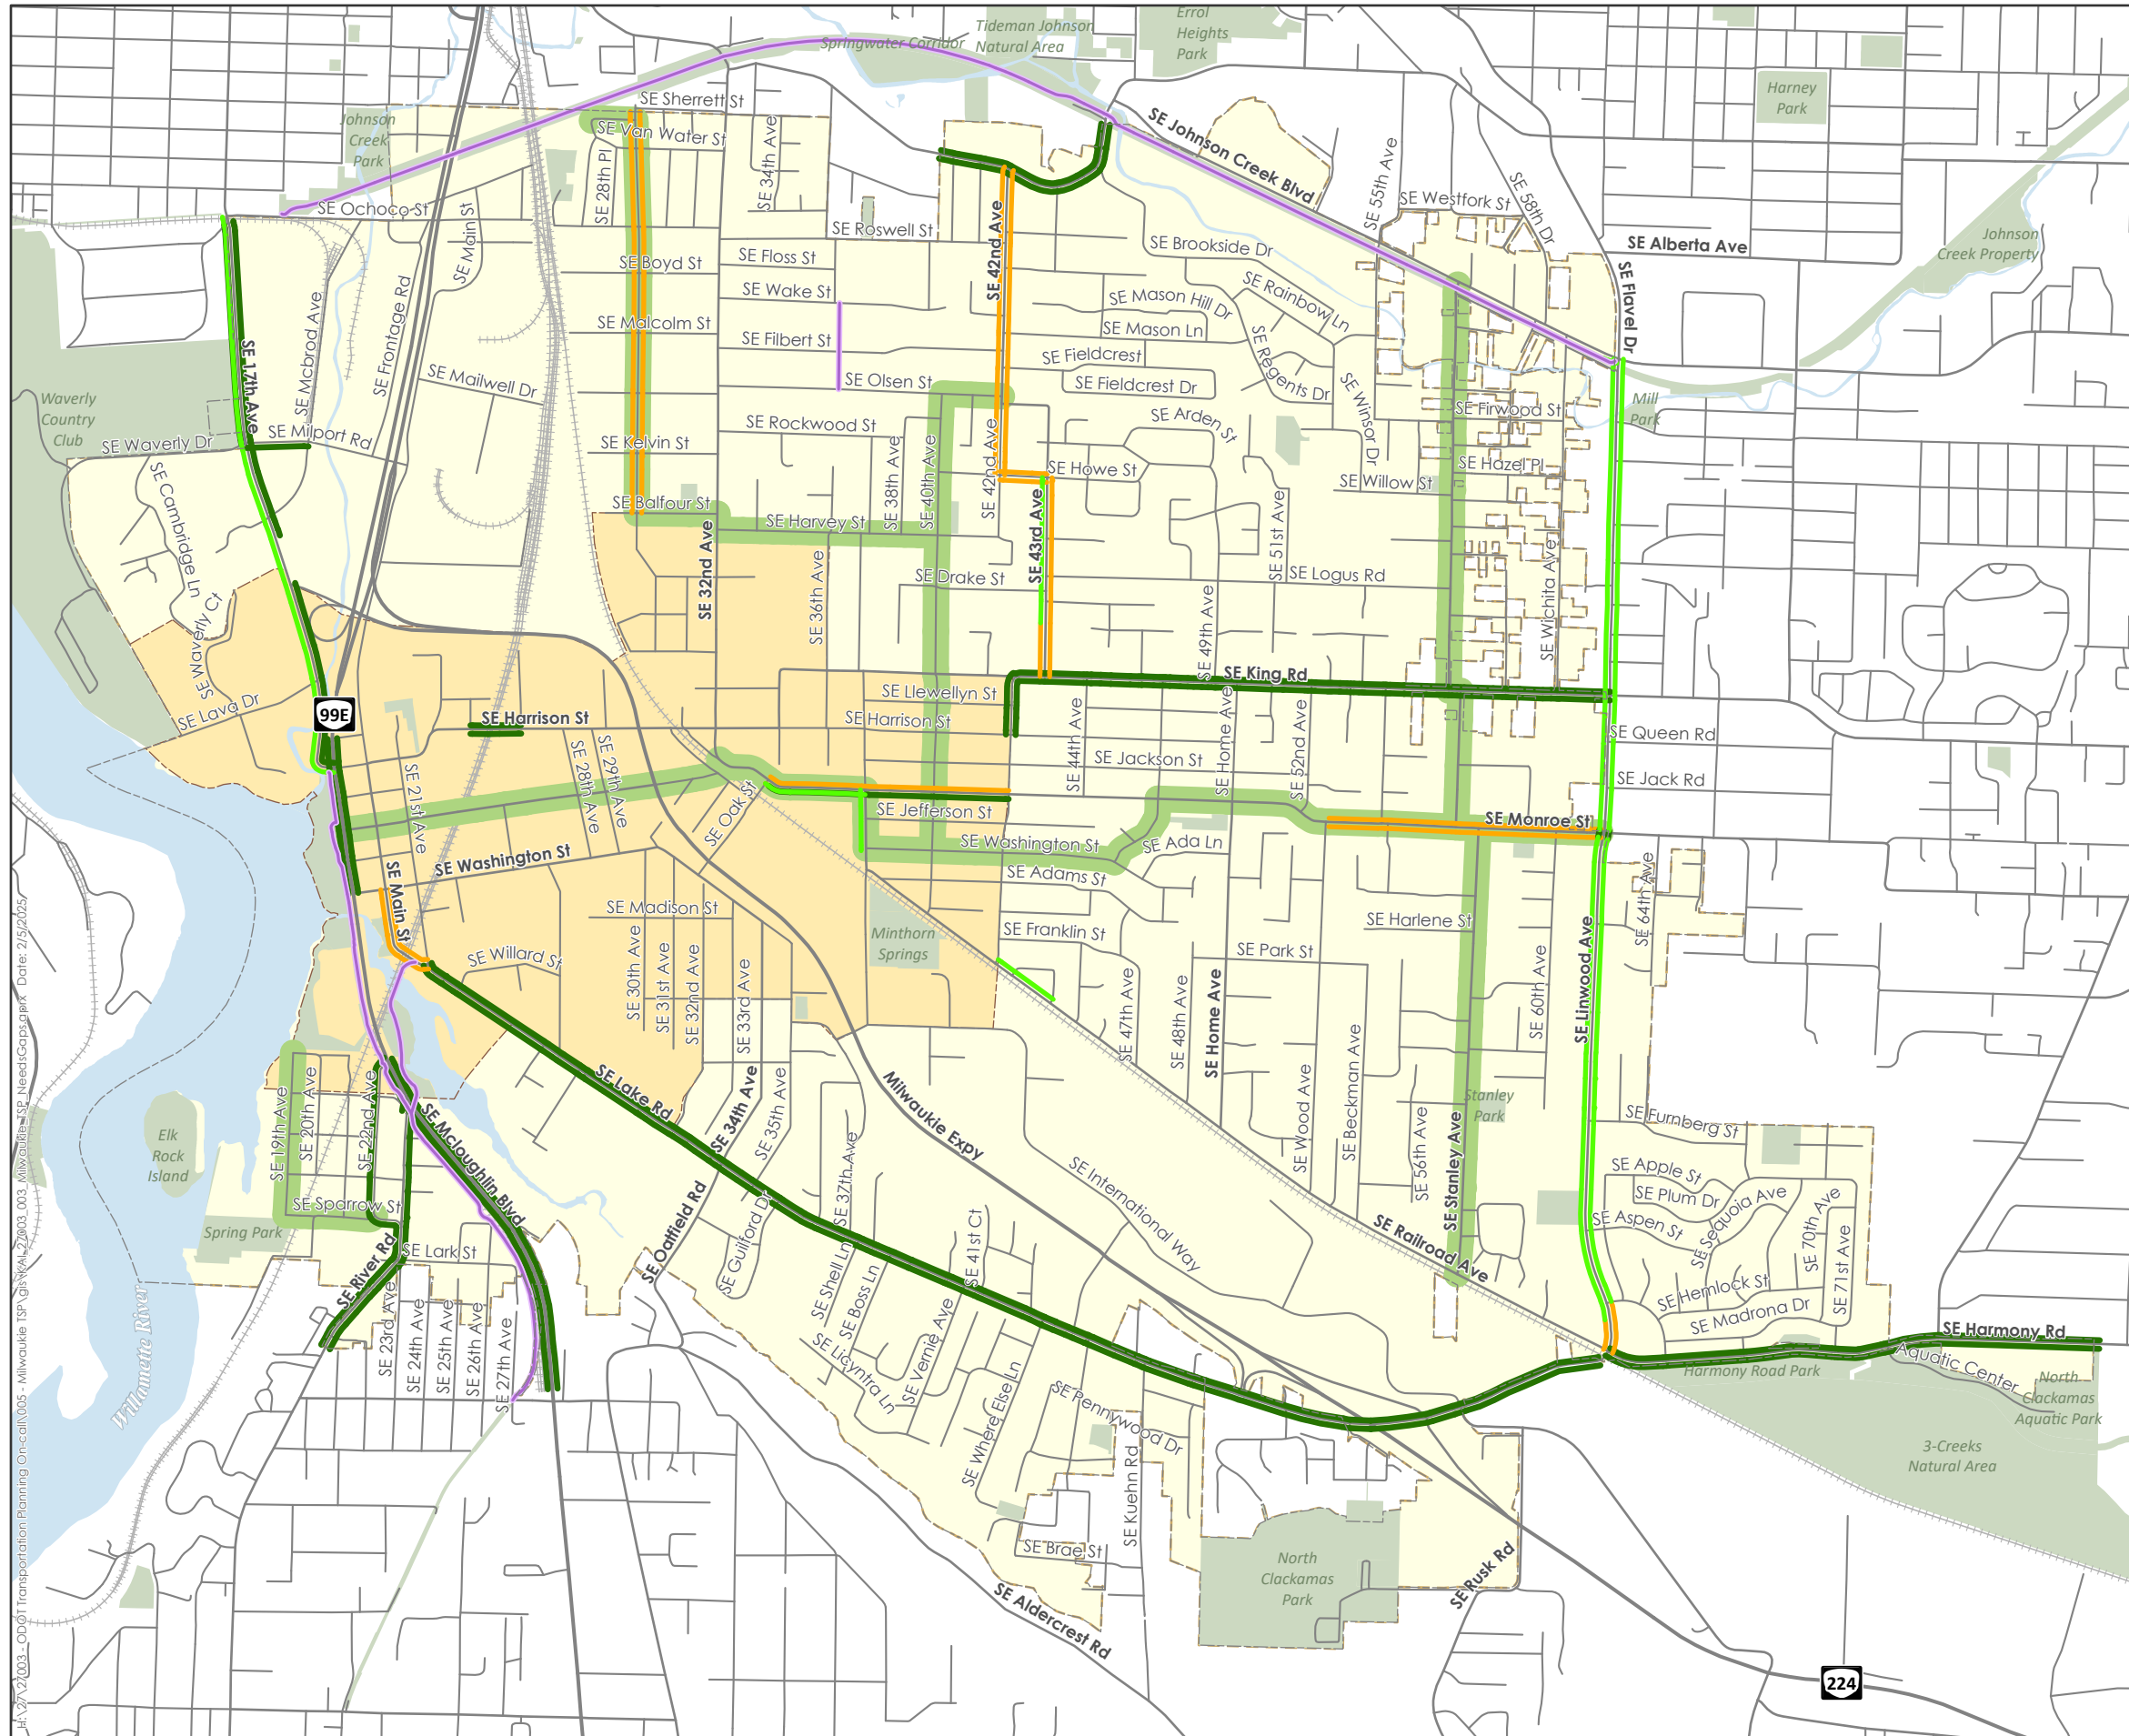 Errol
Heights
Park
Tideman Johnson
Natural Area
Springwater Corridor
Harney
Park
SE Sherrett St
Johnson
Creek
Park
SE Van Water St
SE Johnson Creek Blvd
SE 34th Ave
SE 28th Pl
SE 55th Ave
SE Westfork St
SE 58th Dr
SE Ochoco St
SE Main St
SE Roswell St
SE 42nd Ave
SE Brookside Dr
SE Alberta Ave
Johnson
Creek Property
SE Boyd St
SE Floss St
SE Flavel Dr
SE Wake St
SE Mason Hill Dr
SE Rainbow Ln
SE Mcbrod Ave
SE Frontage Rd
SE Malcolm St
SE Filbert St
SE Mason Ln
SE Regents Dr
SE 17th Ave
SE Fieldcrest
SE Mailwell Dr
SE Olsen St
SE Fieldcrest Dr
SE Winsor Dr
Waverly
Country
Club
SE Firwood St
Mill
Park
SE Waverly Dr
SE Milport Rd
SE Kelvin St
SE Rockwood St
SE 38th Ave
SE 40th Ave
SE 42nd Ave
SE Arden St
SE Howe St
SE Hazel Pl
SE Willow St
SE Cambridge Ln
SE Balfour St
SE Harvey St
SE 32nd Ave
SE 43rd Ave
SE 51st Ave
SE 36th Ave
SE Drake St
SE Logus Rd
SE 49th Ave
SE Wichita Ave
SE Waverly Ct
SE Lava Dr
99E
SE King Rd
SE Llewellyn St
SE Harrison St
SE Harrison St
SE 44th Ave
SE Home Ave
SE 52nd Ave
SE Queen Rd
SE 28th Ave
SE 29th Ave
SE Jackson St
SE Jack Rd
SE 21st Ave
SE Oak St
SE Jefferson St
SE Monroe St
SE Washington St
SE Washington St
SE Ada Ln
SE Main St
SE Adams St
SE 64th Ave
SE Madison St
SE Harlene St
SE Linwood Ave
Minthorn
Springs
SE Franklin St
SE Willard St
SE Park St
SE 30th Ave
SE 31st Ave
SE 32nd Ave
SE 33rd Ave
SE 47th Ave
SE 48th Ave
SE Home Ave
SE 60th Ave
SE Lake Rd
SE 34th Ave
SE 35th Ave
Milwaukie Expy
SE Wood Ave
SE Beckman Ave
SE 56th Ave
SE Stanley Ave
Stanley
Park
SE Furnberg St
Elk
Rock
Island
SE 19th Ave
SE 20th Ave
SE 22nd Ave
SE McLoughlin Blvd
SE Apple St
SE Plum Dr
SE Sequoia Ave
SE 70th Ave
SE 71st Ave
SE Aspen St
SE Sparrow St
Spring Park
SE River Rd
SE Lark St
SE Oatfield Rd
SE Guilford Dr
SE 37th Ave
SE Shell Ln
SE Boss Ln
SE 41st Ct
SE International Way
SE Railroad Ave
SE Hemlock St
SE Madrona Dr
SE Harmony Rd
SE 23rd Ave
SE 24th Ave
SE 25th Ave
SE 26th Ave
SE 27th Ave
SE Licyntra Ln
SE Vernie Ave
SE Where Else Ln
Harmony Road Park
Aquatic Center
North
Clackamas
Aquatic Park
Willamette River
SE Pennywood Dr
SE Kuehn Rd
3-Creeks
Natural Area
SE Brae St
North
Clackamas
Park
SE Rusk Rd
SE Aldercrest Rd
224
H:\27\27003 - ODOT Transportation Planning On-call\005 - Milwaukie TSP\gis\KAI_27003_003_Milwaukie_TSP_NeedsGaps.aprx Date: 2/5/2025